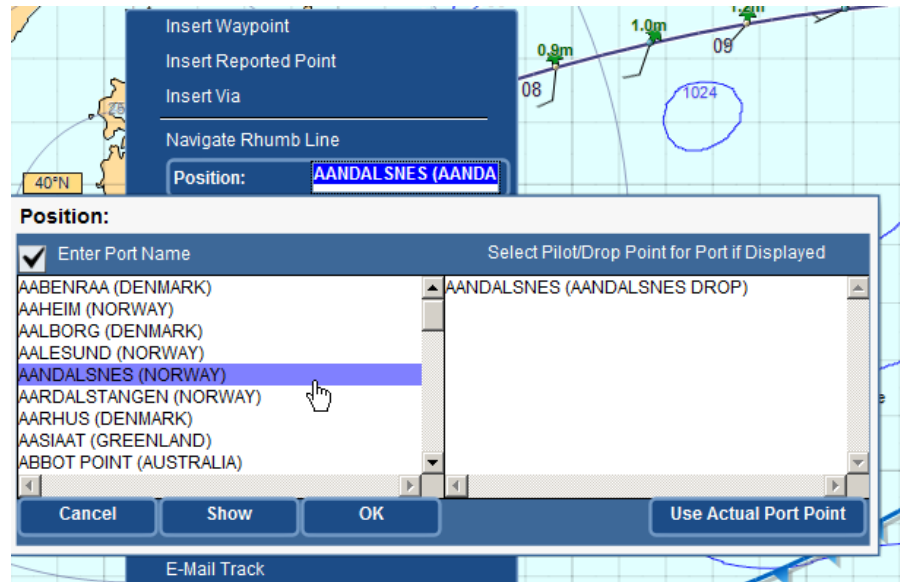 Insert Waypoint
Insert Reported Point
Insert Via
Navigate Rhumb Line
Position: AANDALSNES (AANDA
1.2m
1.0m
0.9m
09
08
1024
40°N
Position:
Enter Port Name
Select Pilot/Drop Point for Port if Displayed
AABENRAA (DENMARK)
AAHEIM (NORWAY)
AALBORG (DENMARK)
AALESUND (NORWAY)
AANDALSNES (NORWAY)
AARDALSTANGEN (NORWAY)
AARHUS (DENMARK)
AASIAAT (GREENLAND)
ABBOT POINT (AUSTRALIA)
AANDALSNES (AANDALSNES DROP)
Cancel
Show
OK
Use Actual Port Point
E-Mail Track